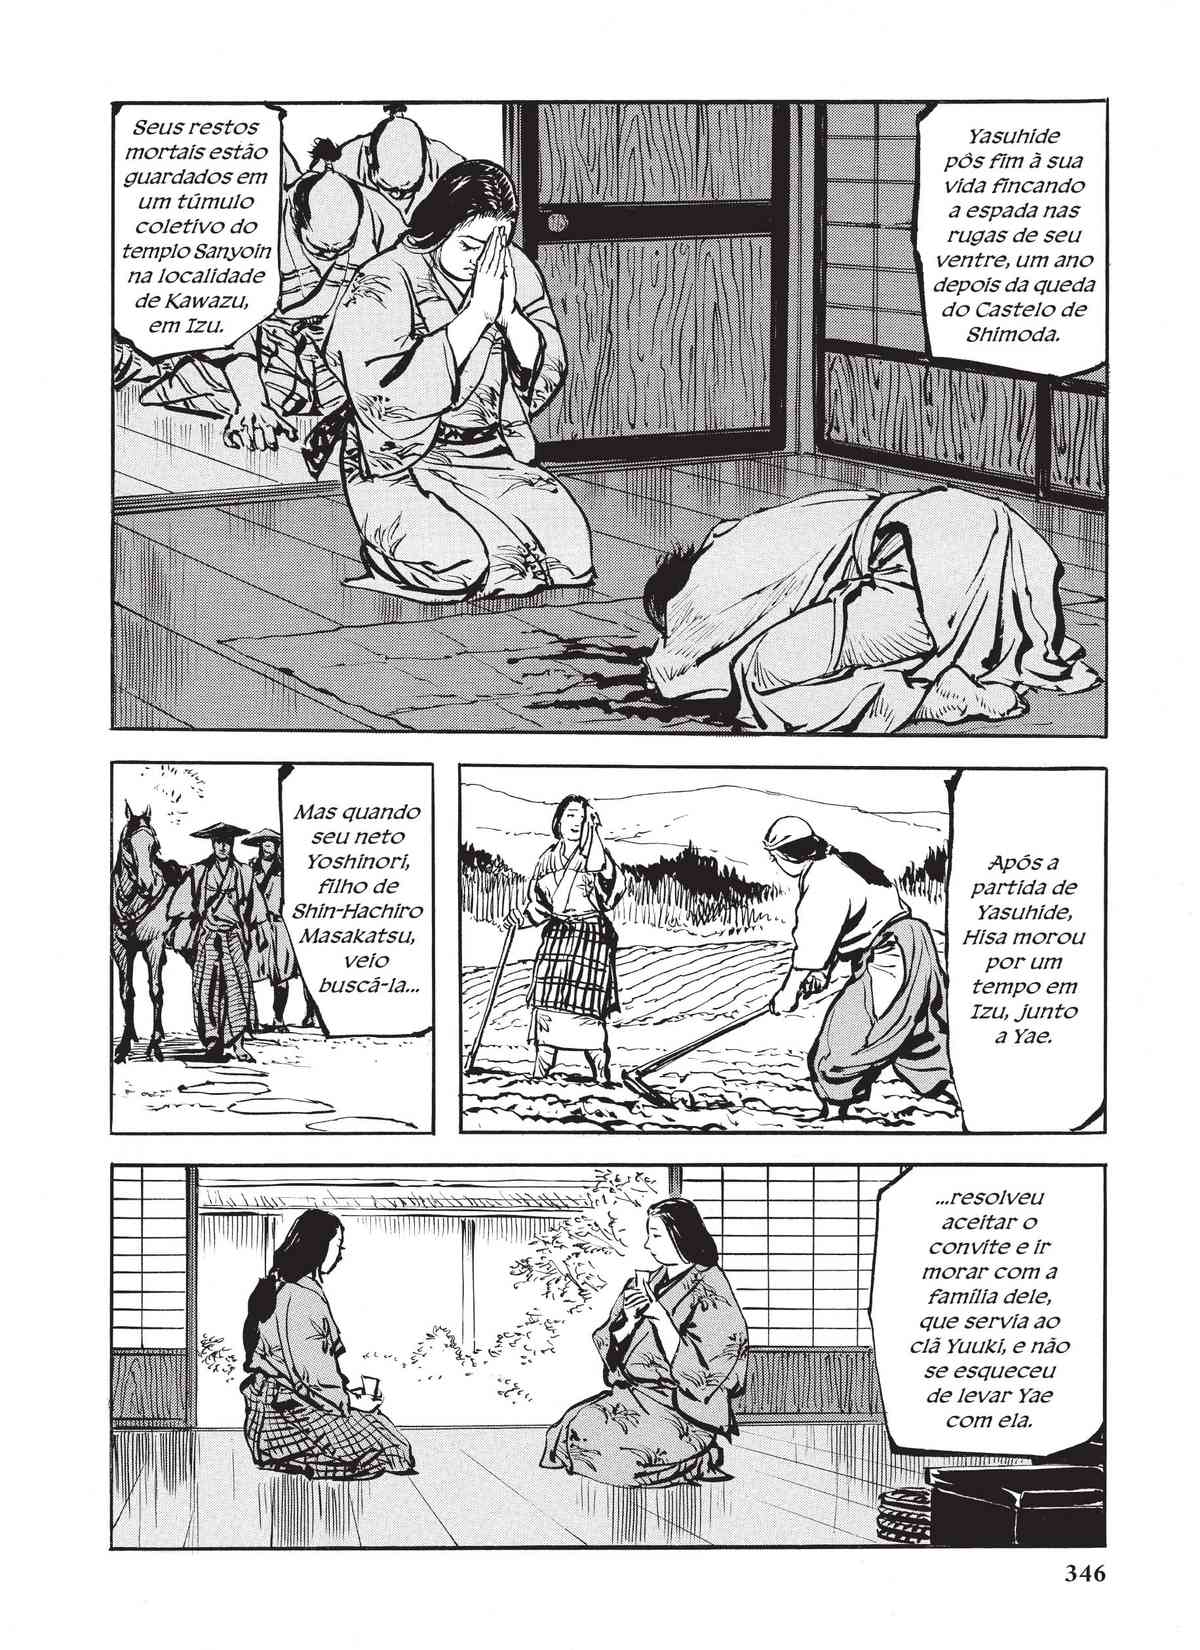 Yasuhide
pôs fim à sua
vida fincando
a espada nas
rugas de seu
ventre, um ano
depois da queda
do Castelo de
Shimoda.
Seus restos
mortais estão
guardados em
um túmulo
coletivo do
templo Sanyoin
na localidade
de Kawazu,
em Izu.
Após a
partida de
Yasuhide,
Hisa morou
por um
tempo em
Izu, junto
a Yae.
Mas quando
seu neto
Yoshinori,
filho de
Shin-Hachiro
Masakatsu,
veio
buscá-la...
...resolveu
aceitar o
convite e ir
morar com a
família dele,
que servia ao
clã Yuuki, e não
se esqueceu
de levar Yae
com ela.
346